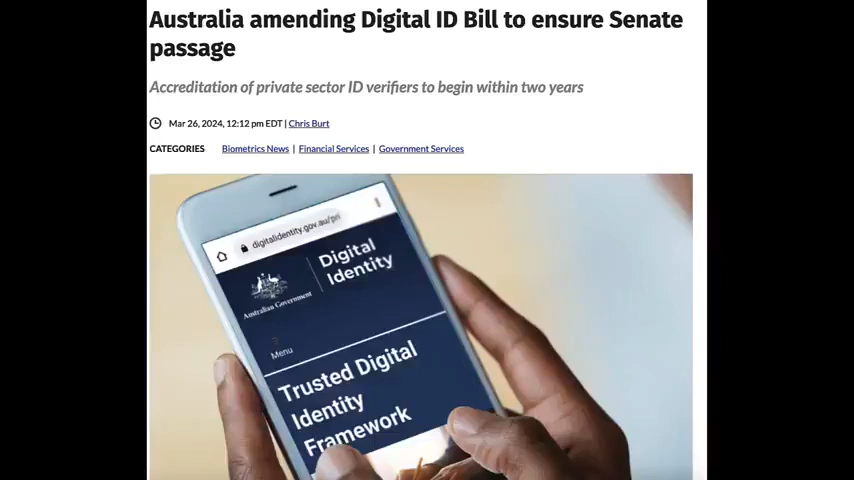 Australia amending Digital ID Bill to ensure Senate
passage
Accreditation of private sector ID verifiers to begin within two years
Mar 26, 2024, 12:12 pm EDT | Chris Burt
CATEGORIES Biometrics News | Financial Services | Government Services
digitalidentity.gov.au/pri
Australian Government
Digital
Identity
Menu
Trusted Digital
Identity
Framework